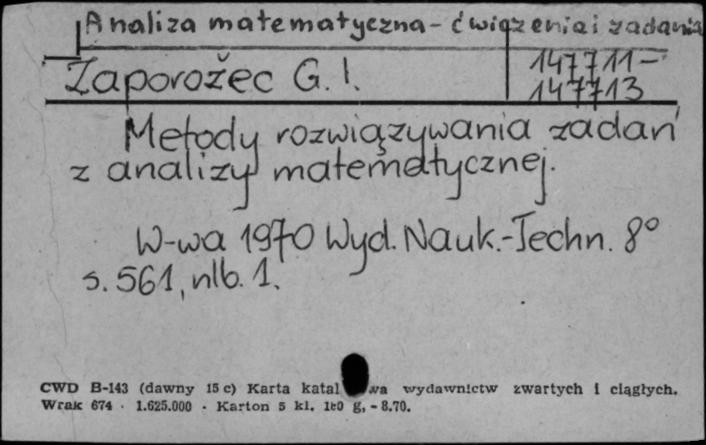 Analiza matematyczna - ćwiczenia i zadania
Zaporožec G. I.
147711-
147713
Metody rozwiązywania zadań
z analizy matematycznej.
W-wa 1970 Wyd. Nauk.-Techn. 8°
s. 561, nlb. 1.
CWD B-143 (dawny 15 c) Karta katal wa wydawnictw zwartych i ciągłych.
Wrak 674 · 1.625.000 · Karton 5 kl. 180 g, - 8.70.